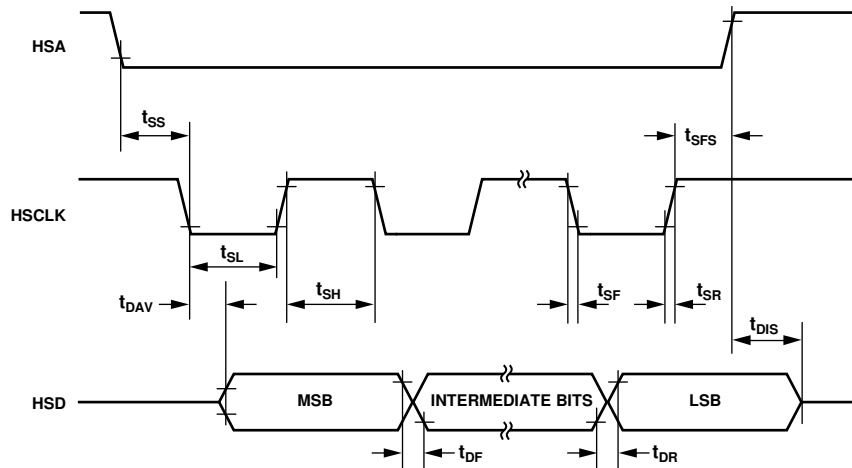 HSA
tSS
tSFS
HSCLK
tSL
tDAV
tSH
tSF
tSR
tDIS
HSD
MSB
INTERMEDIATE BITS
LSB
tDF
tDR